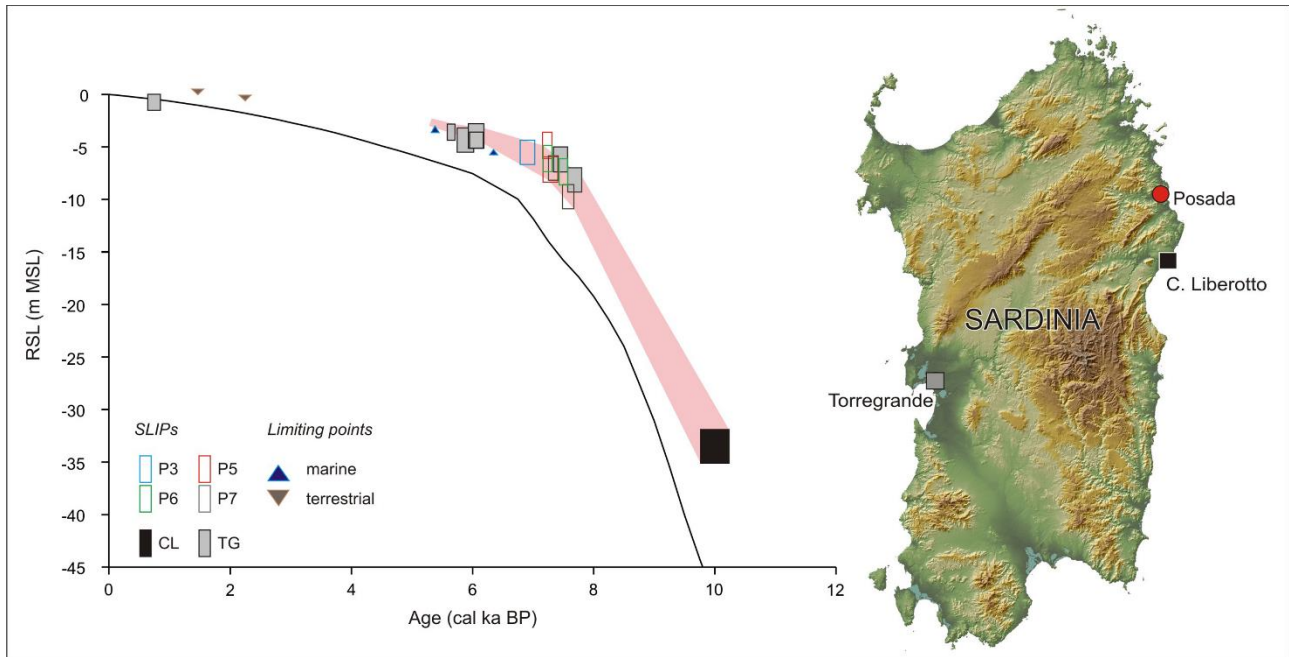 0
-5
-10
-15
-20
-25
-30
-35
-40
-45
RSL (m MSL)
0 2 4 6 8 10 12
Age (cal ka BP)
SLIPs Limiting points
P3 P5 marine
P6 P7 terrestrial
CL TG
Posada
C. Liberotto
SARDINIA
Torregrande